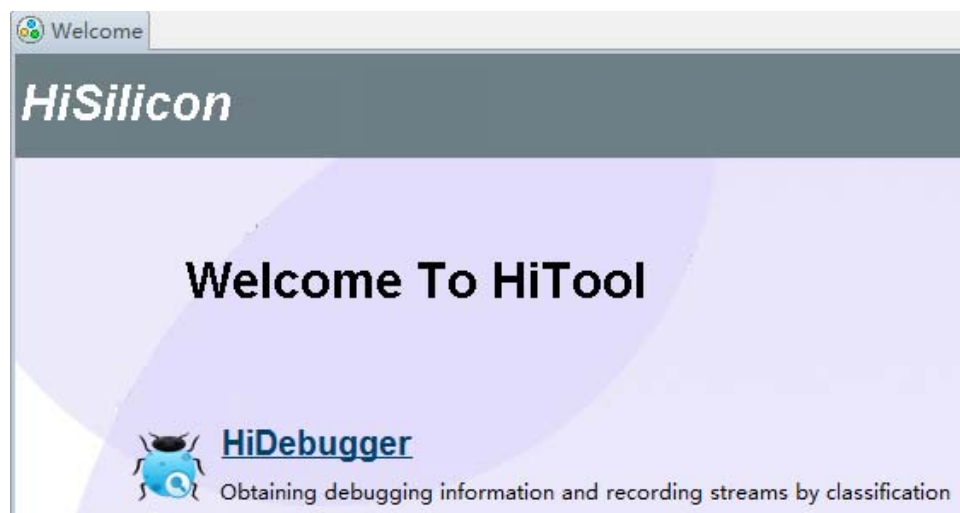 Welcome
HiSilicon
Welcome To HiTool
HiDebugger
Obtaining debugging information and recording streams by classification